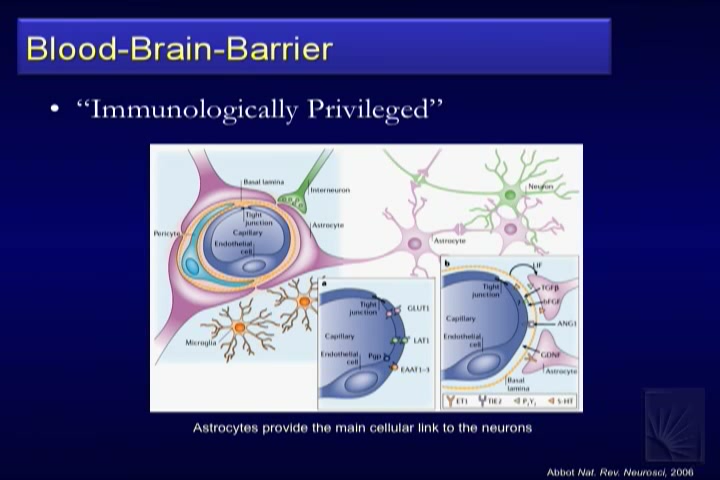 Blood-Brain-Barrier
• “Immunologically Privileged”
Basal lamina
Interneuron
Neuron
Tight
junction
Capillary
Astrocyte
Pericyte
Endothelial
cell
Astrocyte
Microglia
a
Tight
junction
GLUT1
Capillary
LAT1
Endothelial
cell
Pgp
EAAT1-3
b
LIF
Tight
junction
TGFβ
bFGF
Capillary
ANG1
Endothelial
cell
GDNF
Astrocyte
Basal
lamina
ET1
TIE2
5-HT
Astrocytes provide the main cellular link to the neurons
Abbot Nat. Rev. Neurosci, 2006